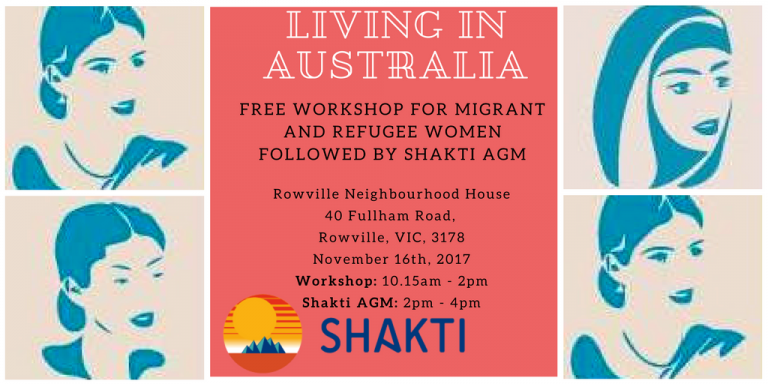 LIVING IN
AUSTRALIA
FREE WORKSHOP FOR MIGRANT
AND REFUGEE WOMEN
FOLLOWED BY SHAKTI AGM
Rowville Neighbourhood House
40 Fullham Road,
Rowville, VIC, 3178
November 16th, 2017
Workshop: 10.15am - 2pm
Shakti AGM: 2pm - 4pm
SHAKTI